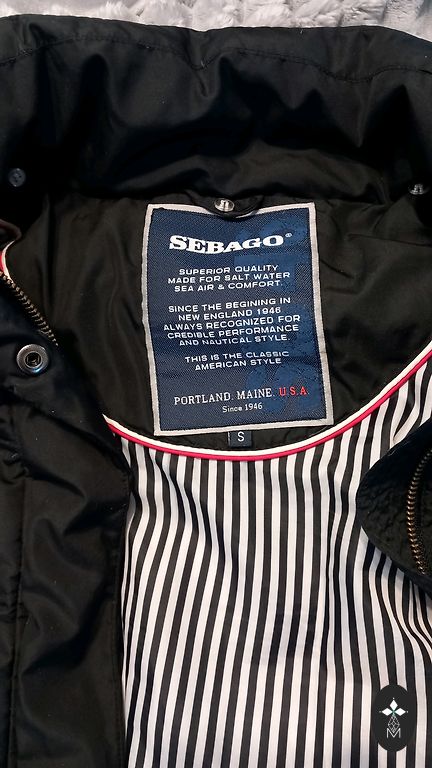 SEBAGO®
SUPERIOR QUALITY
MADE FOR SALT WATER
SEA AIR & COMFORT.
SINCE THE BEGINING IN
NEW ENGLAND 1946
ALWAYS RECOGNIZED FOR
CREDIBLE PERFORMANCE
AND NAUTICAL STYLE.
THIS IS THE CLASSIC
AMERICAN STYLE
PORTLAND. MAINE. U.S.A.
Since 1946
S